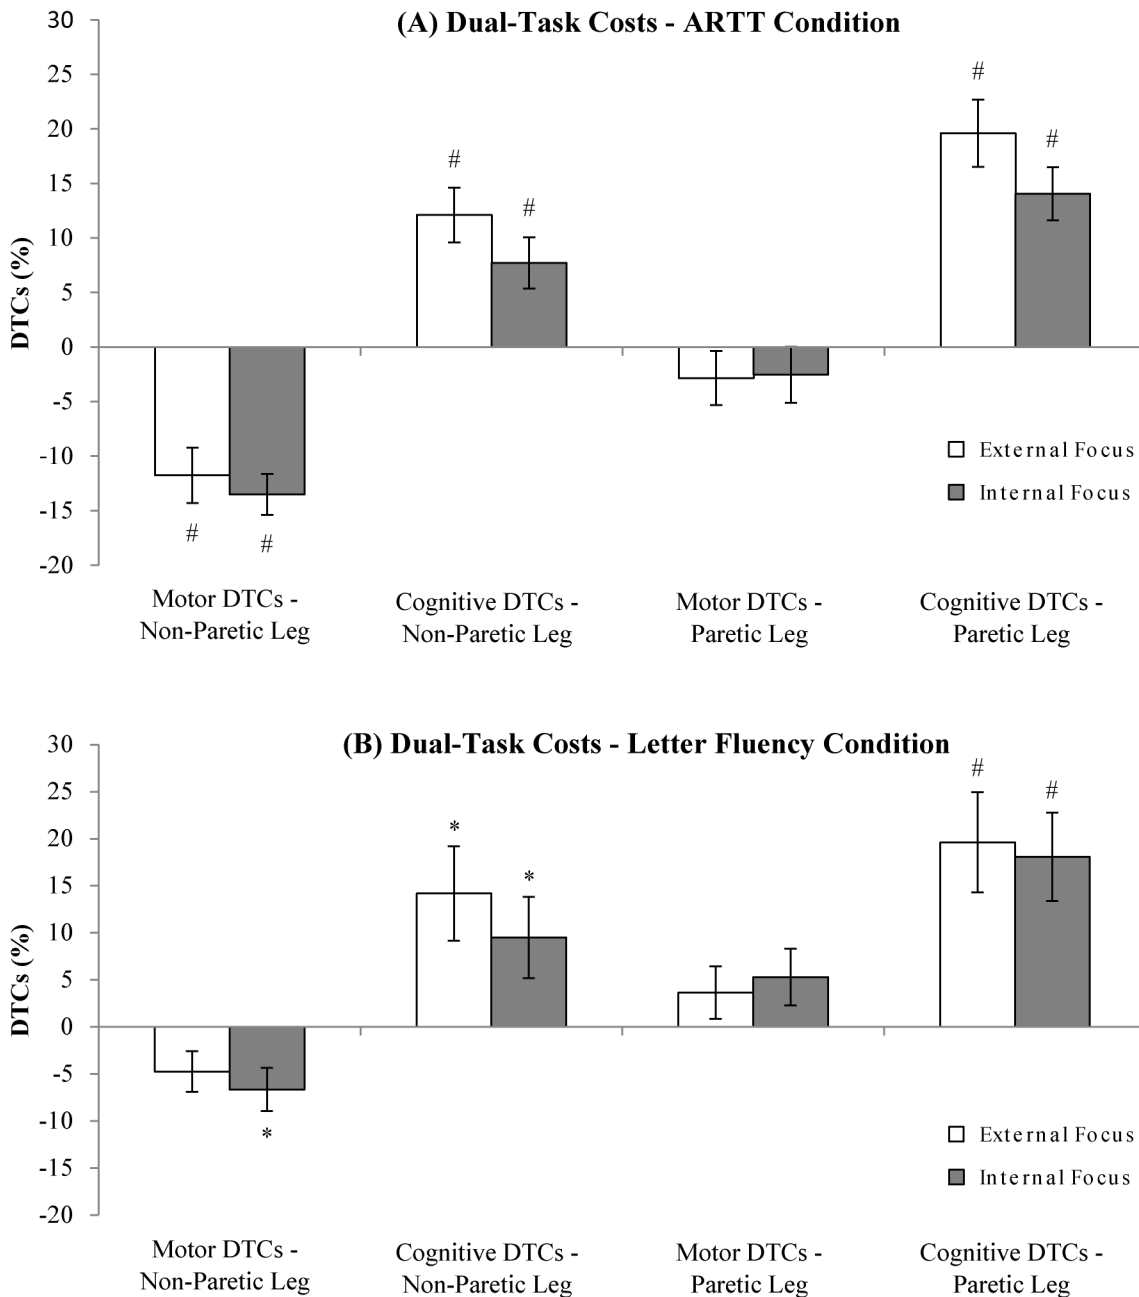 (A) Dual-Task Costs - ARTT Condition
30
25
20
15
10
5
0
-5
-10
-15
-20
DTCs (%)
#
#
#
#
#
#
External Focus
Internal Focus
Motor DTCs -
Non-Paretic Leg
Cognitive DTCs -
Non-Paretic Leg
Motor DTCs -
Paretic Leg
Cognitive DTCs -
Paretic Leg
(B) Dual-Task Costs - Letter Fluency Condition
30
25
20
15
10
5
0
-5
-10
-15
-20
DTCs (%)
*
*
*
#
#
External Focus
Internal Focus
Motor DTCs -
Non-Paretic Leg
Cognitive DTCs -
Non-Paretic Leg
Motor DTCs -
Paretic Leg
Cognitive DTCs -
Paretic Leg